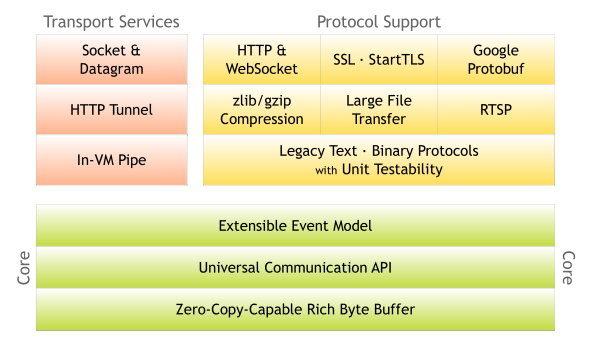 Transport Services
Protocol Support
Socket &
Datagram
HTTP Tunnel
In-VM Pipe
HTTP &
WebSocket
SSL · StartTLS
Google
Protobuf
zlib/gzip
Compression
Large File
Transfer
RTSP
Legacy Text · Binary Protocols
with Unit Testability
Core
Extensible Event Model
Universal Communication API
Zero-Copy-Capable Rich Byte Buffer
Core